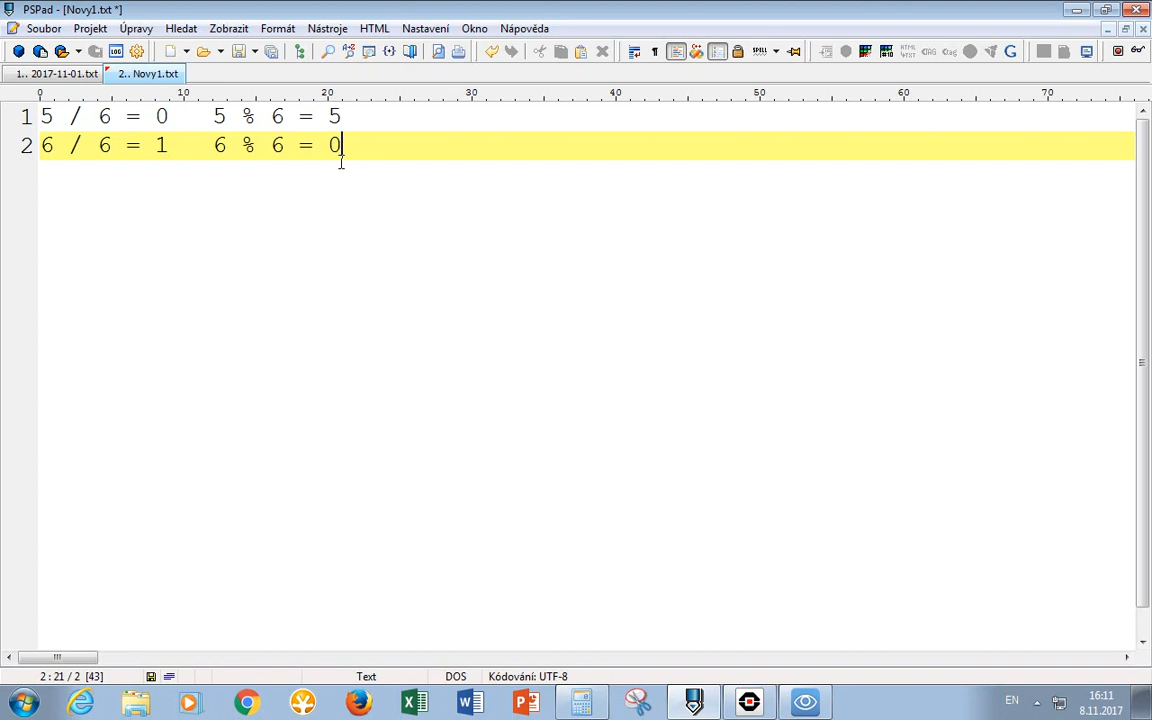 PSPad - [Novy1.txt *]
Soubor Projekt Úpravy Hledat Zobrazit Formát Nástroje HTML Nastavení Okno Nápověda
1.. 2017-11-01.txt 2.. Novy1.txt
0 10 20 30 40 50 60 70
1 5 / 6 = 0 5 % 6 = 5
2 6 / 6 = 1 6 % 6 = 0
2 : 21 / 2 [43] Text DOS Kódování: UTF-8
EN 16:11
8.11.2017